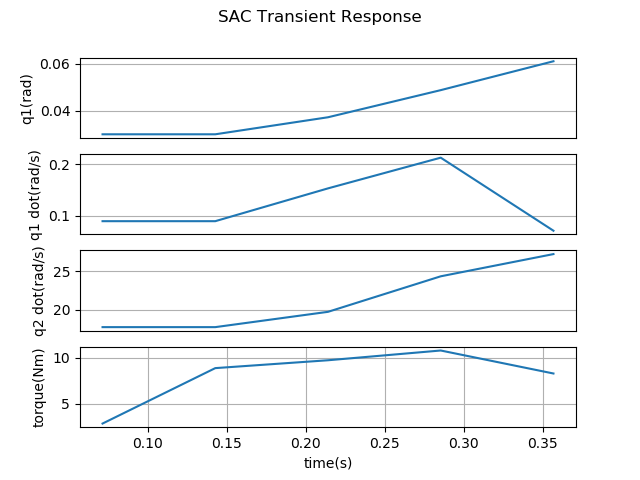 SAC Transient Response
0.06
0.04
q1(rad)
0.2
0.1
q1 dot(rad/s)
25
20
q2 dot(rad/s)
10
5
torque(Nm)
0.10 0.15 0.20 0.25 0.30 0.35
time(s)